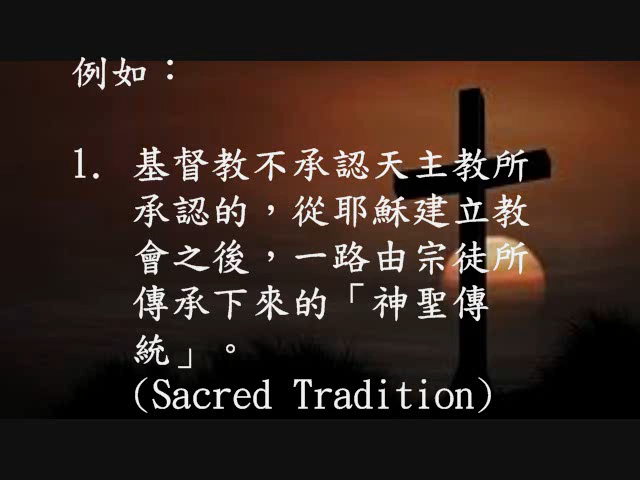 例如：
1. 基督教不承認天主教所
承認的，從耶穌建立教
會之後，一路由宗徒所
傳承下來的「神聖傳
統」。
(Sacred Tradition)